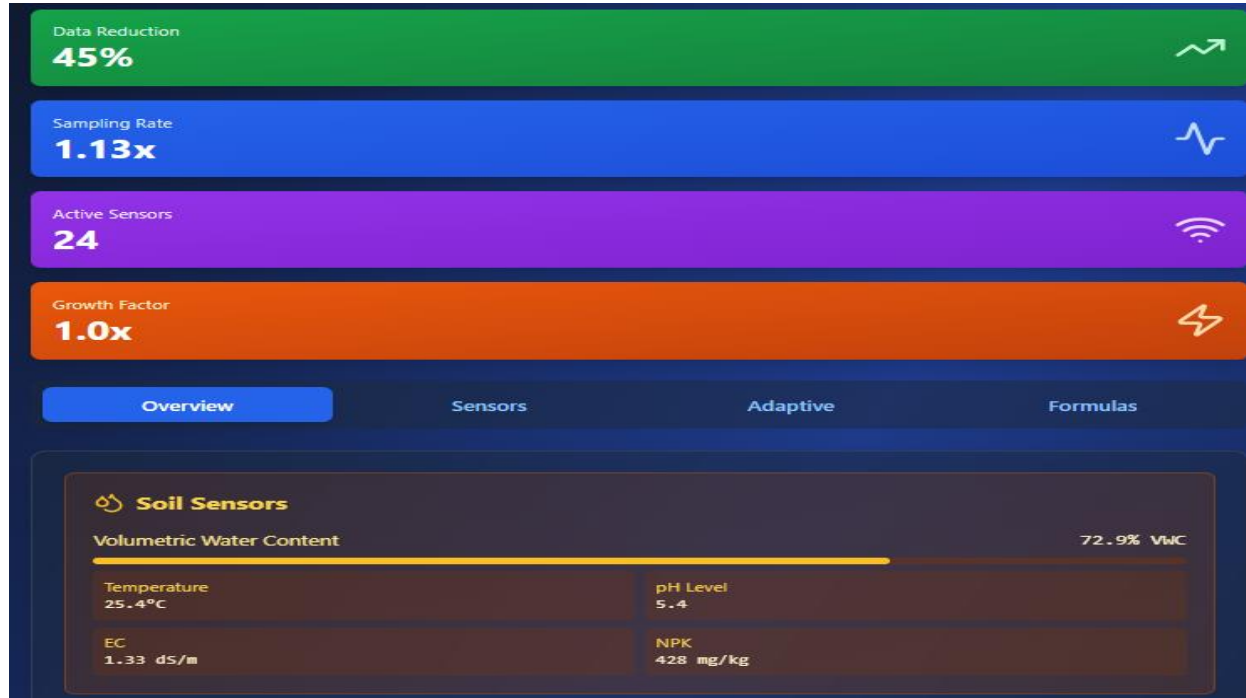 Data Reduction
45%
Sampling Rate
1.13x
Active Sensors
24
Growth Factor
1.0x
Overview Sensors Adaptive Formulas
Soil Sensors
Volumetric Water Content 72.9% VWC
Temperature pH Level
25.4°C 5.4
EC NPK
1.33 dS/m 428 mg/kg